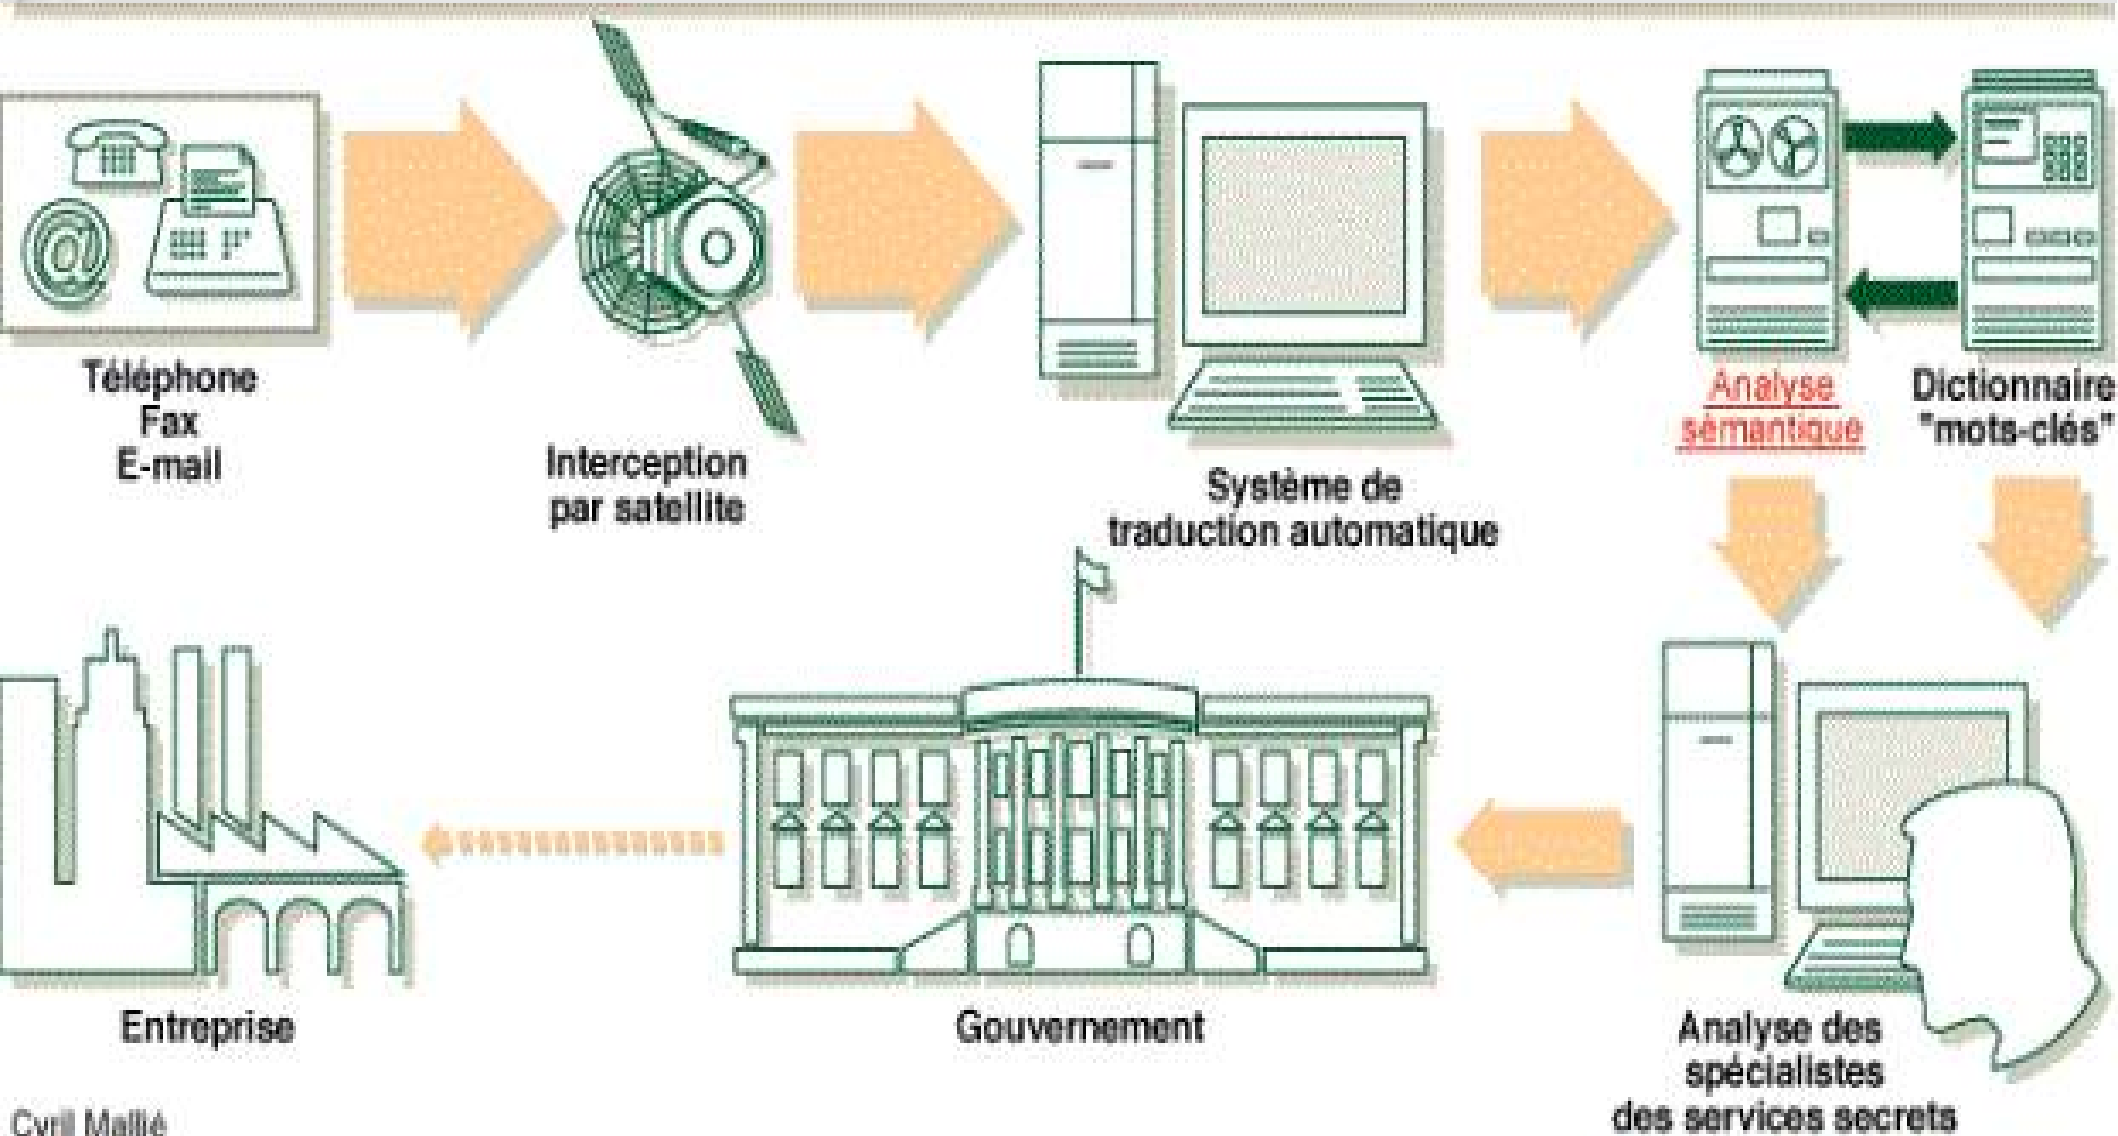 Téléphone
Fax
E-mail
Interception
par satellite
Système de
traduction automatique
Analyse
sémantique
Dictionnaire
"mots-clés"
Entreprise
Gouvernement
Analyse des
spécialistes
des services secrets
Cyril Mallié